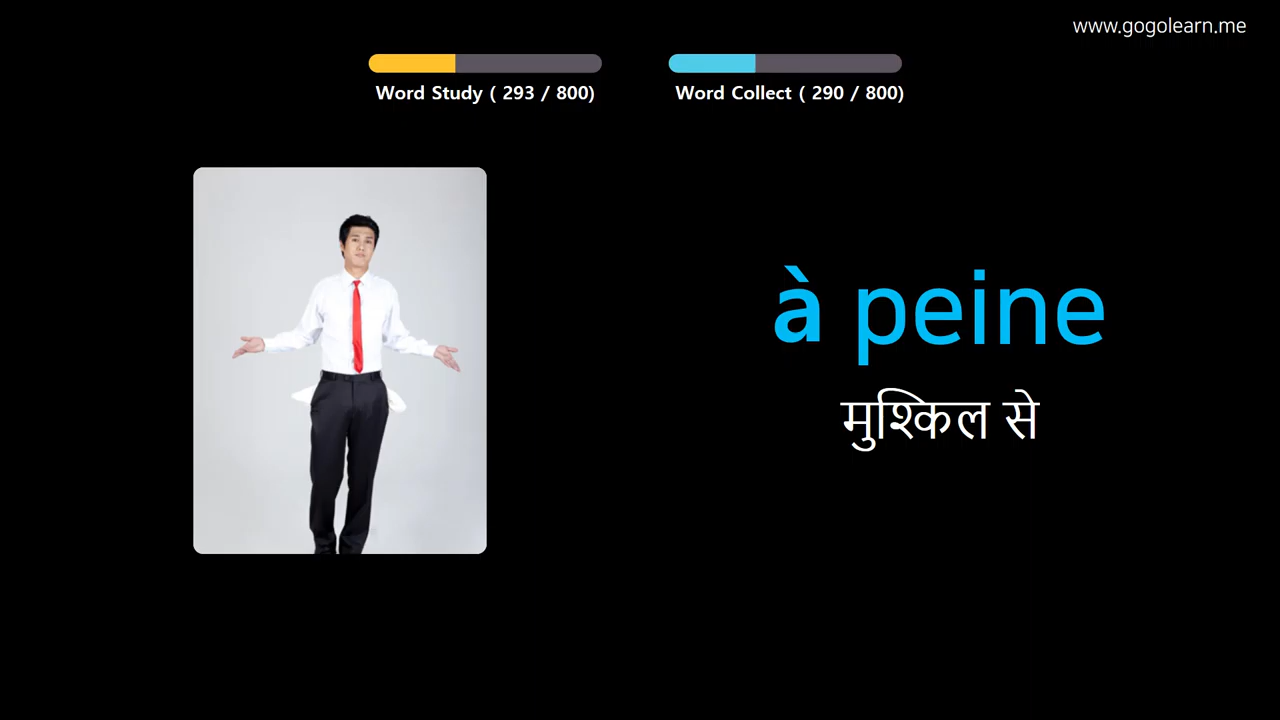 www.gogolearn.me
Word Study ( 293 / 800)
Word Collect ( 290 / 800)
à peine
मुश्किल से